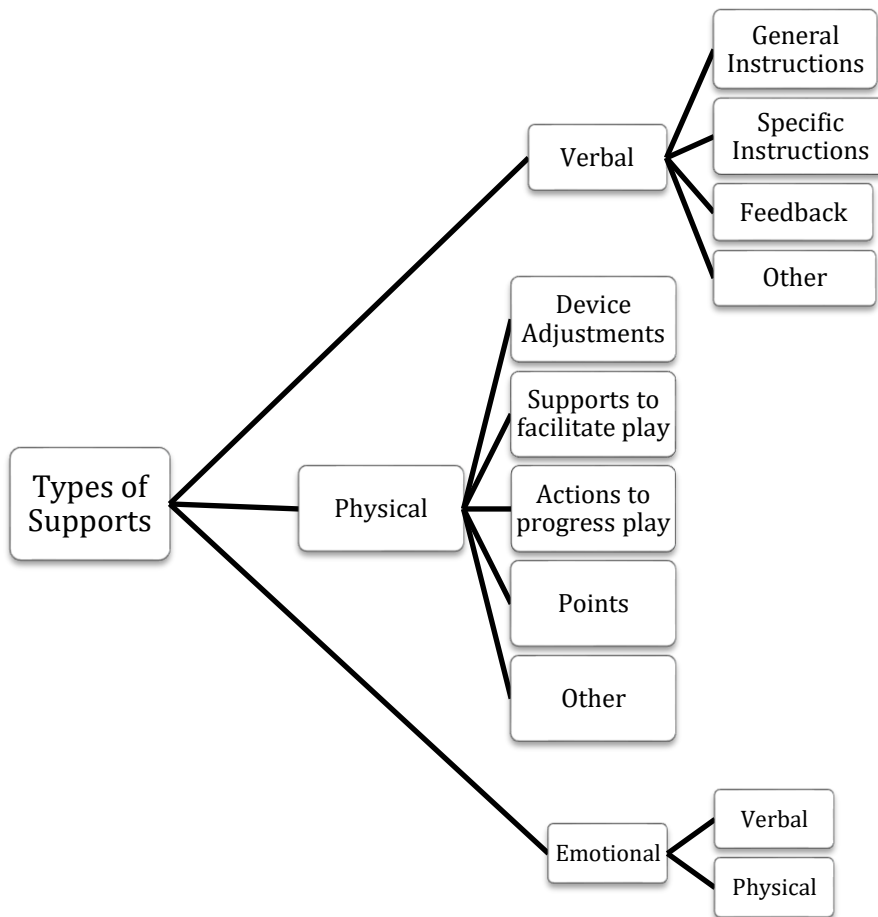 General
Instructions
Specific
Instructions
Verbal
Feedback
Other
Device
Adjustments
Supports to
facilitate play
Types of
Supports
Physical
Actions to
progress play
Points
Other
Emotional
Verbal
Physical